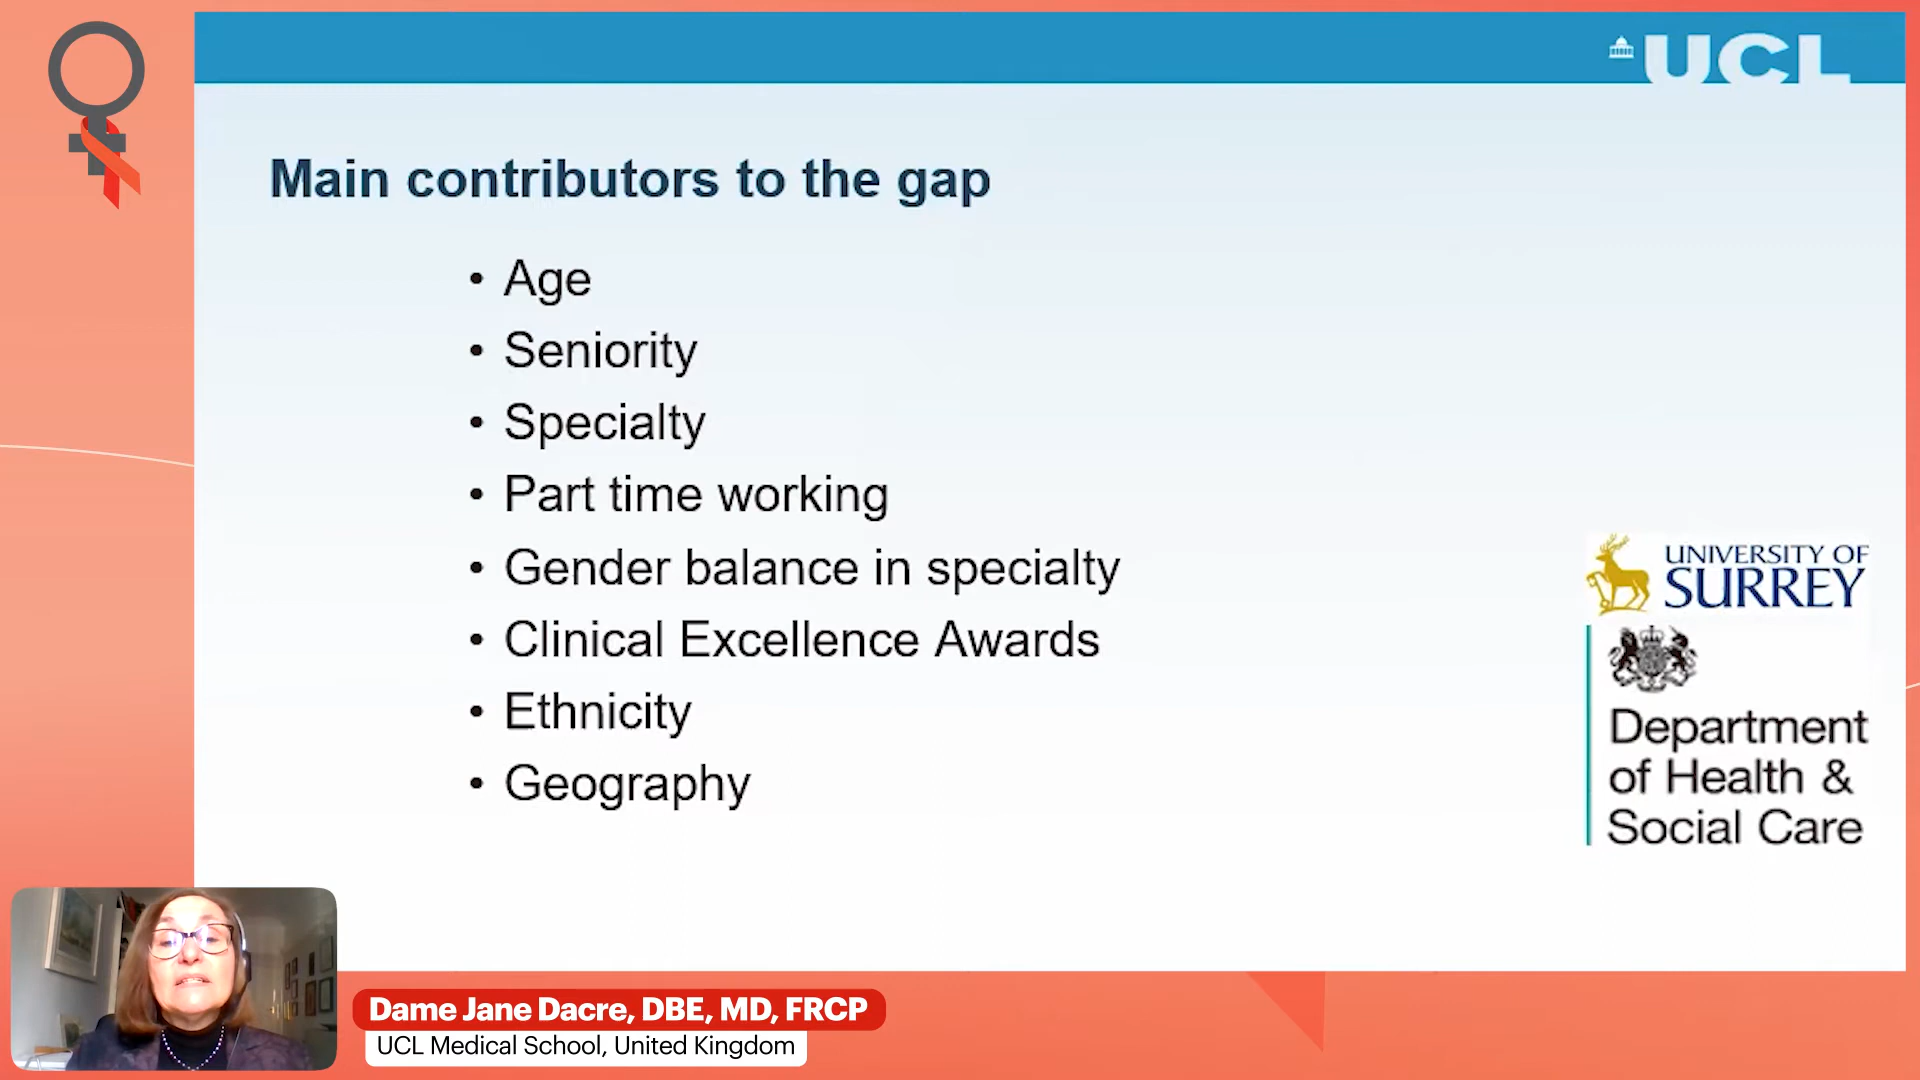 UCL
Main contributors to the gap
• Age
• Seniority
• Specialty
• Part time working
• Gender balance in specialty
• Clinical Excellence Awards
• Ethnicity
• Geography
UNIVERSITY OF
SURREY
Department
of Health &
Social Care
Dame Jane Dacre, DBE, MD, FRCP
UCL Medical School, United Kingdom